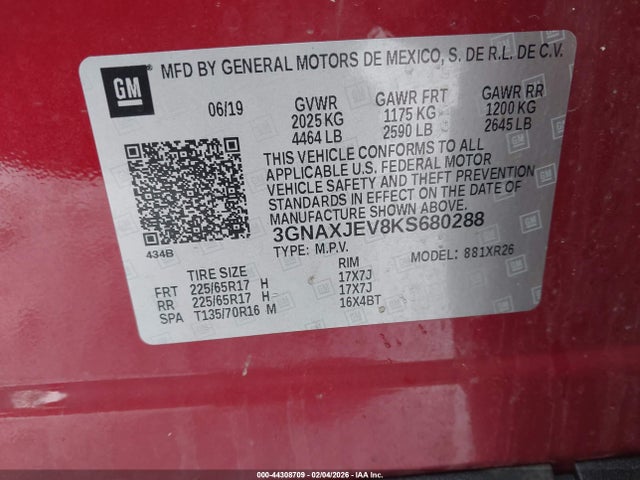 GM
MFD BY GENERAL MOTORS DE MEXICO, S. DE R.L. DE C.V.
06/19 GVWR GAWR FRT GAWR RR
2025 KG 1175 KG 1200 KG
4464 LB 2590 LB 2645 LB
THIS VEHICLE CONFORMS TO ALL
APPLICABLE U.S. FEDERAL MOTOR
VEHICLE SAFETY AND THEFT PREVENTION
STANDARDS IN EFFECT ON THE DATE OF
MANUFACTURE SHOWN ABOVE.
434B 3GNAXJEV8KS680288
TYPE: M.P.V. MODEL: 881XR26
TIRE SIZE RIM
FRT 225/65R17 H 17X7J
RR 225/65R17 H 17X7J
SPA T135/70R16 M 16X4BT
000-44308709 - 02/04/2026 - IAA Inc.